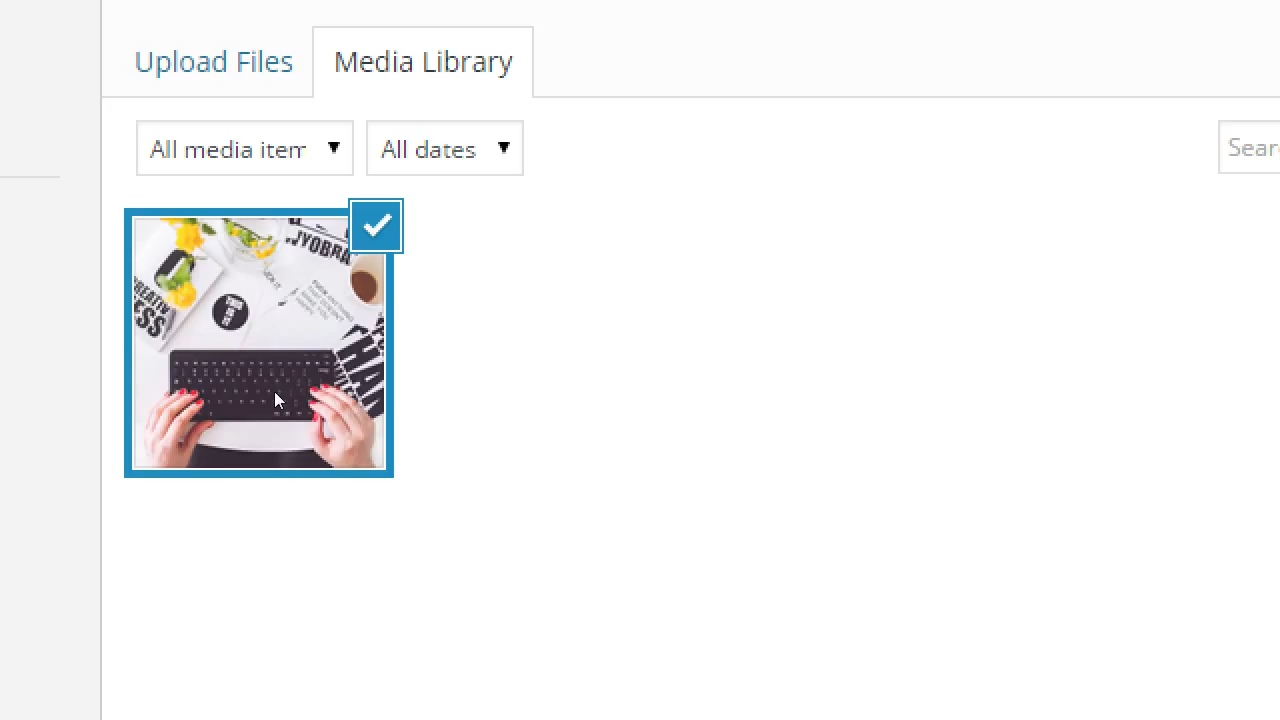 Upload Files
Media Library
All media item
All dates
Sear